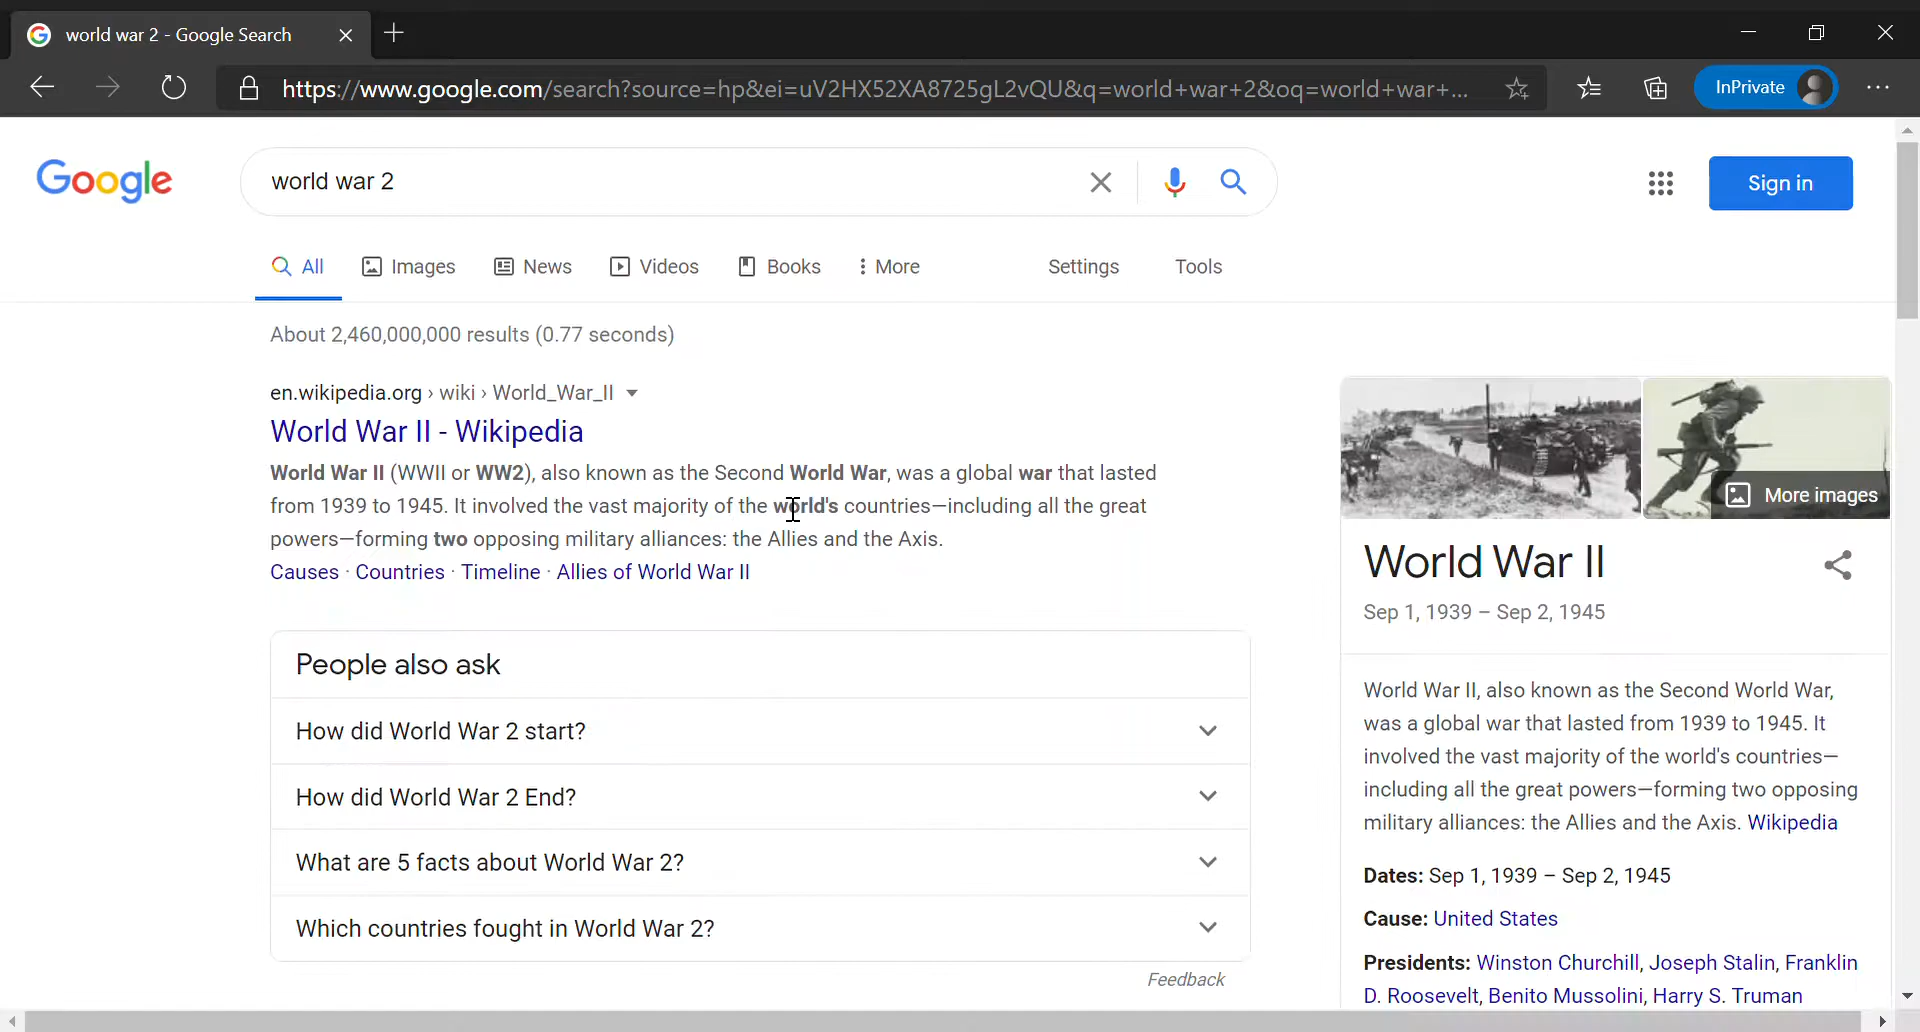 world war 2 - Google Search
https://www.google.com/search?source=hp&ei=uV2HX52XA8725gL2vQU&q=world+war+2&oq=world+war+...
InPrivate
Google
world war 2
Sign in
All
Images
News
Videos
Books
More
Settings
Tools
About 2,460,000,000 results (0.77 seconds)
en.wikipedia.org › wiki › World_War_II
World War II - Wikipedia
World War II (WWII or WW2), also known as the Second World War, was a global war that lasted
from 1939 to 1945. It involved the vast majority of the world's countries—including all the great
powers—forming two opposing military alliances: the Allies and the Axis.
Causes · Countries · Timeline · Allies of World War II
People also ask
How did World War 2 start?
How did World War 2 End?
What are 5 facts about World War 2?
Which countries fought in World War 2?
Feedback
More images
World War II
Sep 1, 1939 – Sep 2, 1945
World War II, also known as the Second World War,
was a global war that lasted from 1939 to 1945. It
involved the vast majority of the world's countries—
including all the great powers—forming two opposing
military alliances: the Allies and the Axis. Wikipedia
Dates: Sep 1, 1939 – Sep 2, 1945
Cause: United States
Presidents: Winston Churchill, Joseph Stalin, Franklin
D. Roosevelt, Benito Mussolini, Harry S. Truman